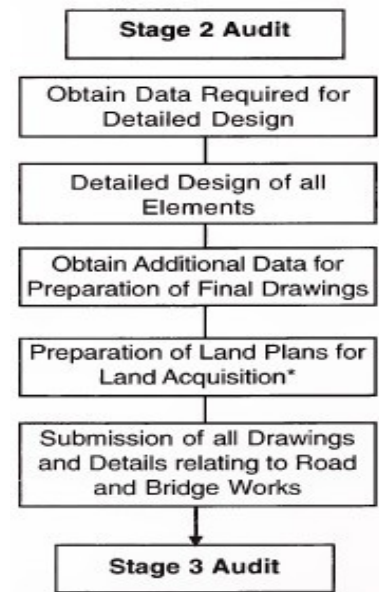 Stage 2 Audit
Obtain Data Required for
Detailed Design
Detailed Design of all
Elements
Obtain Additional Data for
Preparation of Final Drawings
Preparation of Land Plans for
Land Acquisition*
Submission of all Drawings
and Details relating to Road
and Bridge Works
Stage 3 Audit